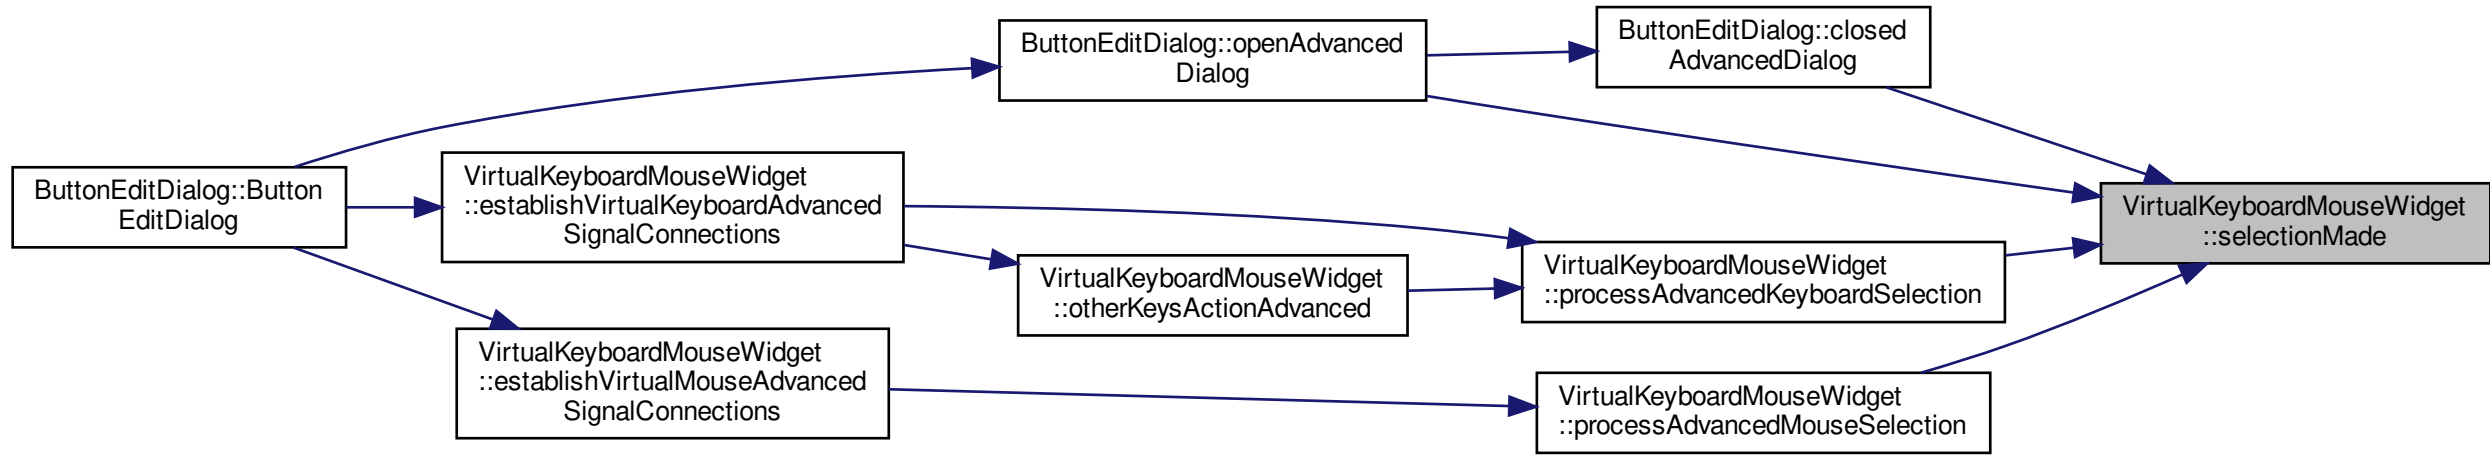 ButtonEditDialog::closed
AdvancedDialog
ButtonEditDialog::openAdvanced
Dialog
ButtonEditDialog::Button
EditDialog
VirtualKeyboardMouseWidget
::establishVirtualKeyboardAdvanced
SignalConnections
VirtualKeyboardMouseWidget
::selectionMade
VirtualKeyboardMouseWidget
::otherKeysActionAdvanced
VirtualKeyboardMouseWidget
::processAdvancedKeyboardSelection
VirtualKeyboardMouseWidget
::establishVirtualMouseAdvanced
SignalConnections
VirtualKeyboardMouseWidget
::processAdvancedMouseSelection